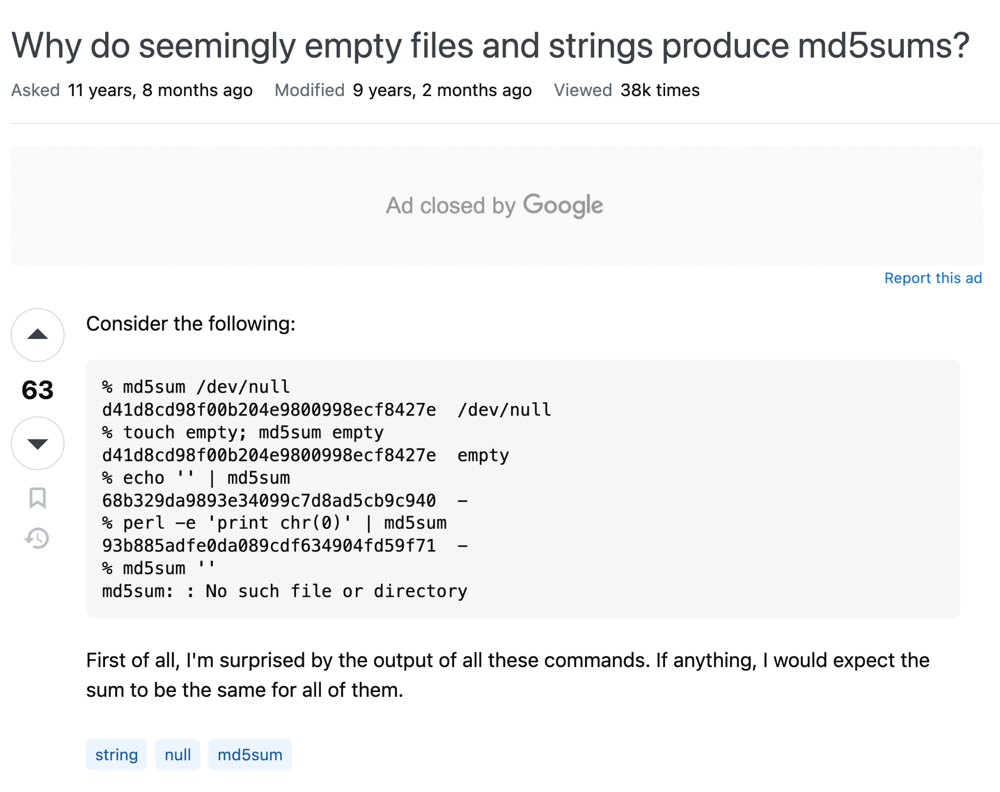 Why do seemingly empty files and strings produce md5sums?
Asked 11 years, 8 months ago Modified 9 years, 2 months ago Viewed 38k times
Ad closed by Google
Report this ad
Consider the following:
63
% md5sum /dev/null
d41d8cd98f00b204e9800998ecf8427e  /dev/null
% touch empty; md5sum empty
d41d8cd98f00b204e9800998ecf8427e  empty
% echo '' | md5sum
68b329da9893e34099c7d8ad5cb9c940  -
% perl -e 'print chr(0)' | md5sum
93b885adfe0da089cdf634904fd59f71  -
% md5sum ''
md5sum: : No such file or directory
First of all, I'm surprised by the output of all these commands. If anything, I would expect the
sum to be the same for all of them.
string null md5sum